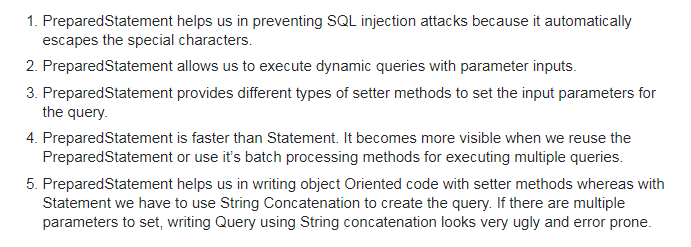 1. PreparedStatement helps us in preventing SQL injection attacks because it automatically
escapes the special characters.
2. PreparedStatement allows us to execute dynamic queries with parameter inputs.
3. PreparedStatement provides different types of setter methods to set the input parameters for
the query.
4. PreparedStatement is faster than Statement. It becomes more visible when we reuse the
PreparedStatement or use it’s batch processing methods for executing multiple queries.
5. PreparedStatement helps us in writing object Oriented code with setter methods whereas with
Statement we have to use String Concatenation to create the query. If there are multiple
parameters to set, writing Query using String concatenation looks very ugly and error prone.